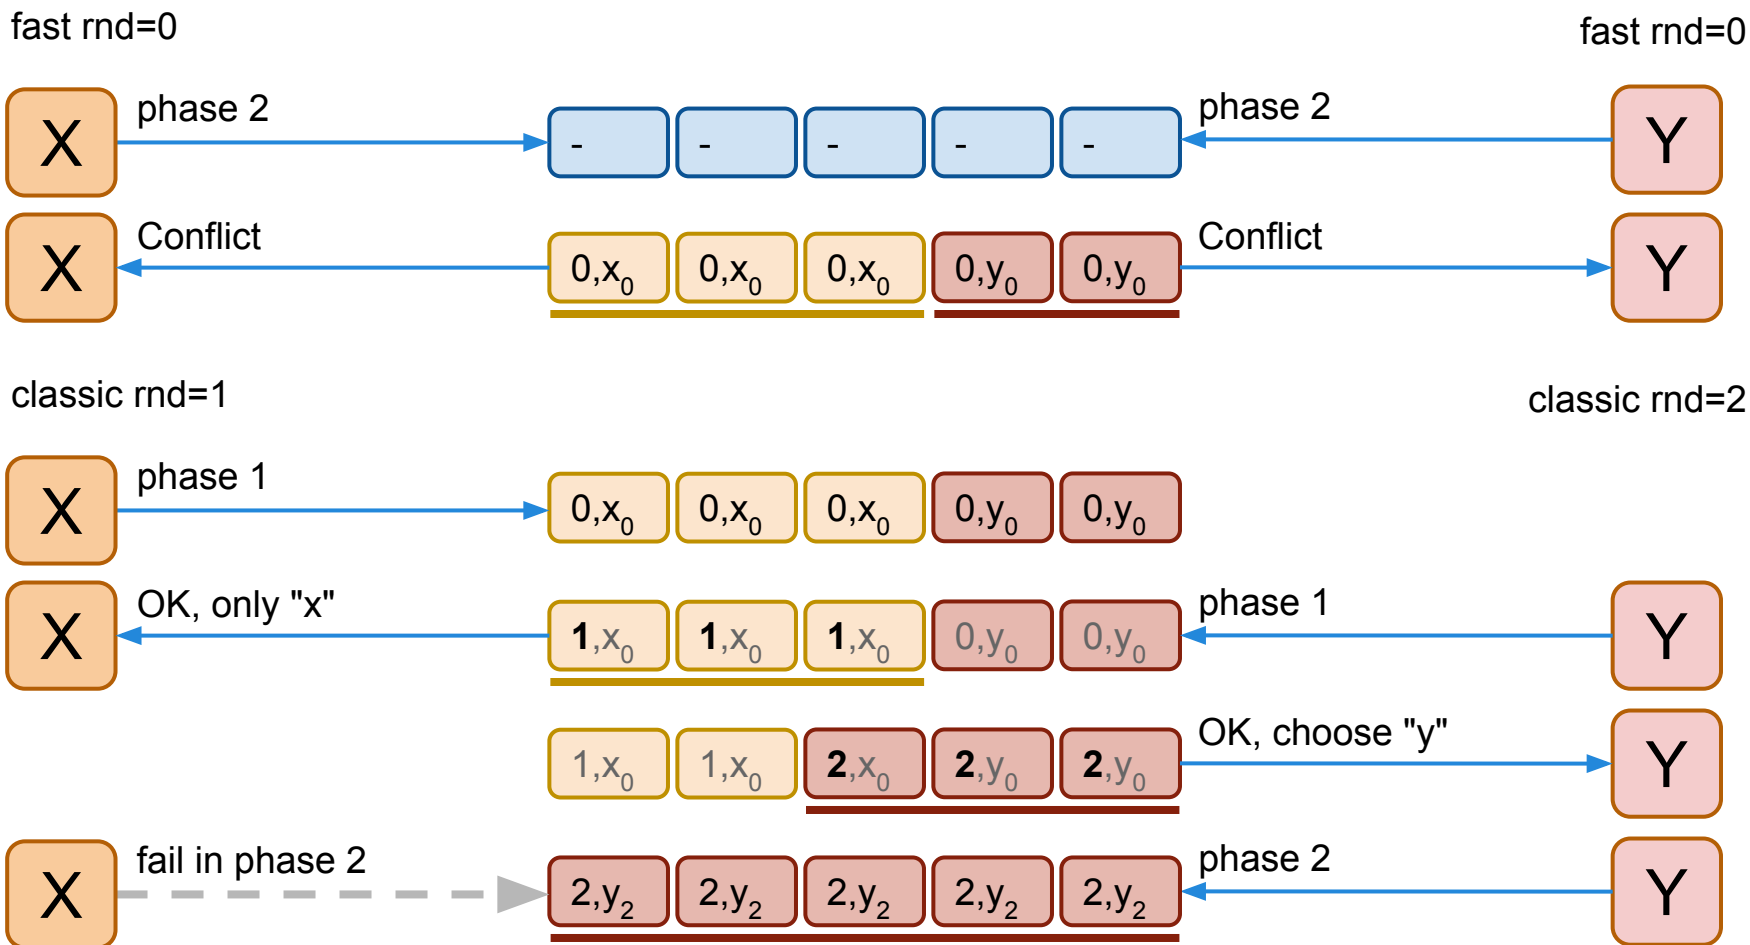 fast rnd=0 fast rnd=0
X phase 2 - - - - - phase 2 Y
X Conflict 0,x₀ 0,x₀ 0,x₀ 0,y₀ 0,y₀ Conflict Y
classic rnd=1 classic rnd=2
X phase 1 0,x₀ 0,x₀ 0,x₀ 0,y₀ 0,y₀
X OK, only "x" 1,x₀ 1,x₀ 1,x₀ 0,y₀ 0,y₀ phase 1 Y
1,x₀ 1,x₀ 2,x₀ 2,y₀ 2,y₀ OK, choose "y" Y
X fail in phase 2 2,y₂ 2,y₂ 2,y₂ 2,y₂ 2,y₂ phase 2 Y